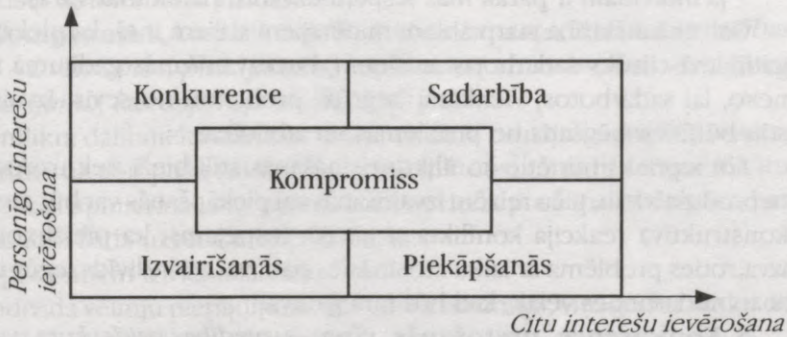 Personīgo interešu
ievērošana
Konkurence
Sadarbība
Kompromiss
Izvairīšanās
Piekāpšanās
Citu interešu ievērošana